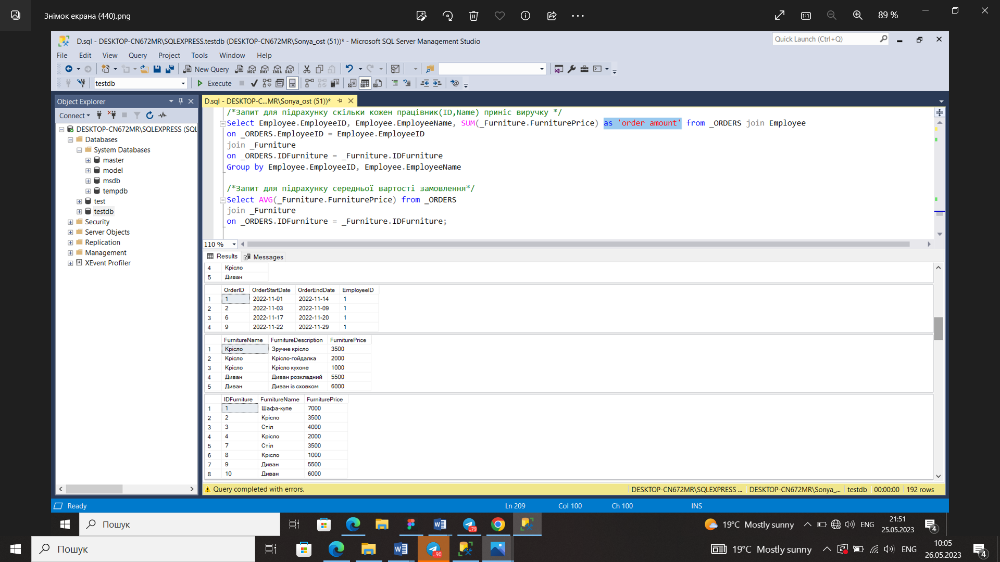 Знімок екрана (440).png
89 %
D.sql - DESKTOP-CN672MR\SQLEXPRESS.testdb (DESKTOP-CN672MR\Sonya_ost (51))* - Microsoft SQL Server Management Studio
Quick Launch (Ctrl+Q)
File Edit View Query Project Tools Window Help
New Query
MDX DMX XMLA DAX
testdb
Execute
Object Explorer
Connect
DESKTOP-CN672MR\SQLEXPRESS (SQL
Databases
System Databases
master
model
msdb
tempdb
test
testdb
Security
Server Objects
Replication
Management
XEvent Profiler
D.sql - DESKTOP-C...MR\Sonya_ost (51))*
/*Запит для підрахунку скільки кожен працівник(ID,Name) приніс виручку */
Select Employee.EmployeeID, Employee.EmployeeName, SUM(_Furniture.FurniturePrice) as 'order amount' from _ORDERS join Employee
on _ORDERS.EmployeeID = Employee.EmployeeID
join _Furniture
on _ORDERS.IDFurniture = _Furniture.IDFurniture
Group by Employee.EmployeeID, Employee.EmployeeName
/*Запит для підрахунку середньої вартості замовлення*/
Select AVG(_Furniture.FurniturePrice) from _ORDERS
join _Furniture
on _ORDERS.IDFurniture = _Furniture.IDFurniture;
110 %
Results Messages
4 Крісло
5 Диван
OrderID OrderStartDate OrderEndDate EmployeeID
1 1 2022-11-01 2022-11-14 1
2 2 2022-11-03 2022-11-09 1
3 6 2022-11-17 2022-11-20 1
4 9 2022-11-22 2022-11-29 1
FurnitureName FurnitureDescription FurniturePrice
1 Крісло Зручне крісло 3500
2 Крісло Крісло-гойдалка 2000
3 Крісло Крісло кухоне 1000
4 Диван Диван розкладний 5500
5 Диван Диван із сховком 6000
IDFurniture FurnitureName FurniturePrice
1 1 Шафа-купе 7000
2 2 Крісло 3500
3 3 Стіл 4000
4 4 Крісло 2000
5 7 Стіл 3500
6 8 Крісло 1000
7 9 Диван 5500
8 10 Диван 6000
Query completed with errors.
DESKTOP-CN672MR\SQLEXPRESS ... DESKTOP-CN672MR\Sonya_... testdb 00:00:00 192 rows
Ready Ln 209 Col 100 Ch 100 INS
Пошук
..79
19°C Mostly sunny
ENG
21:51
25.05.2023
4
Пошук
..90
19°C Mostly sunny
ENG
10:05
26.05.2023
4